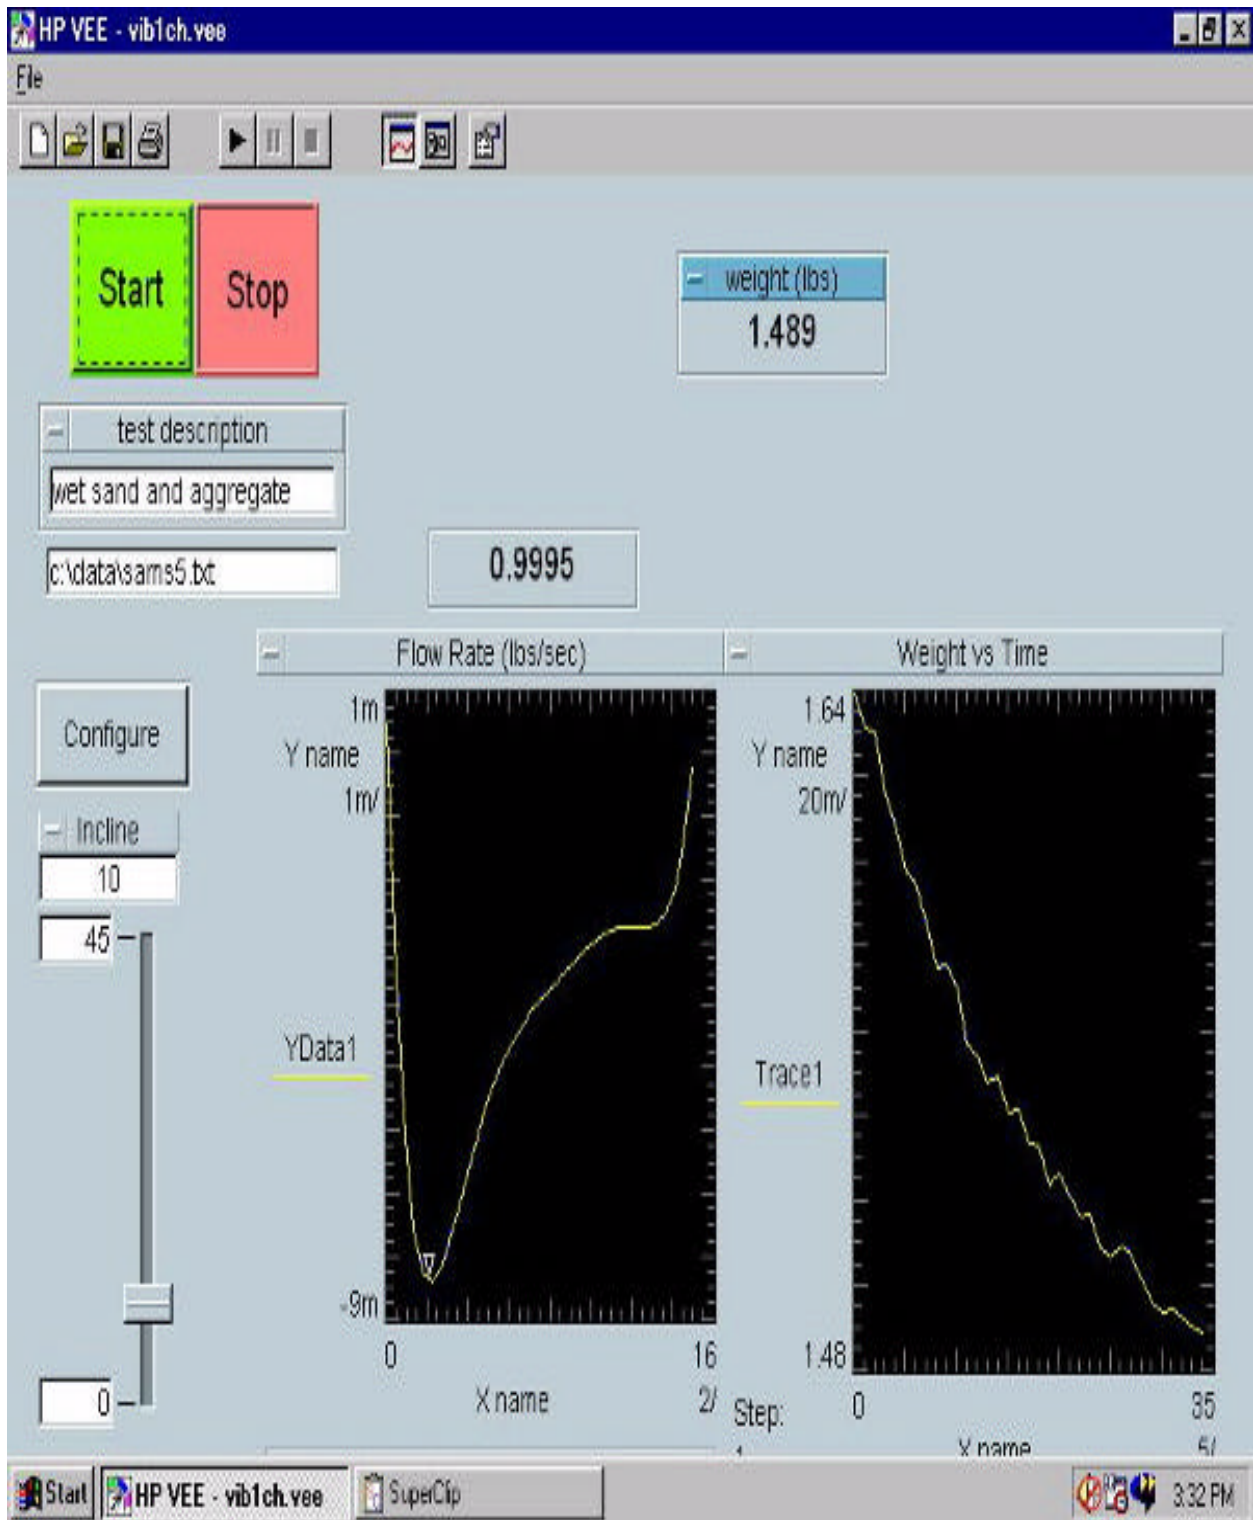 HP VEE - vib1ch.vee
File
Start
Stop
weight (lbs)
1.489
test description
wet sand and aggregate
c:\data\sams5.txt
0.9995
Flow Rate (lbs/sec)
Weight vs Time
Configure
1m
Y name
1m/
1.64
Y name
20m/
Incline
10
45
YData1
Trace1
-9m
0
16
1.48
0
X name
2/
Step:
0
35
1
X name
5/
Start
HP VEE - vib1ch.vee
SuperClip
3:32 PM